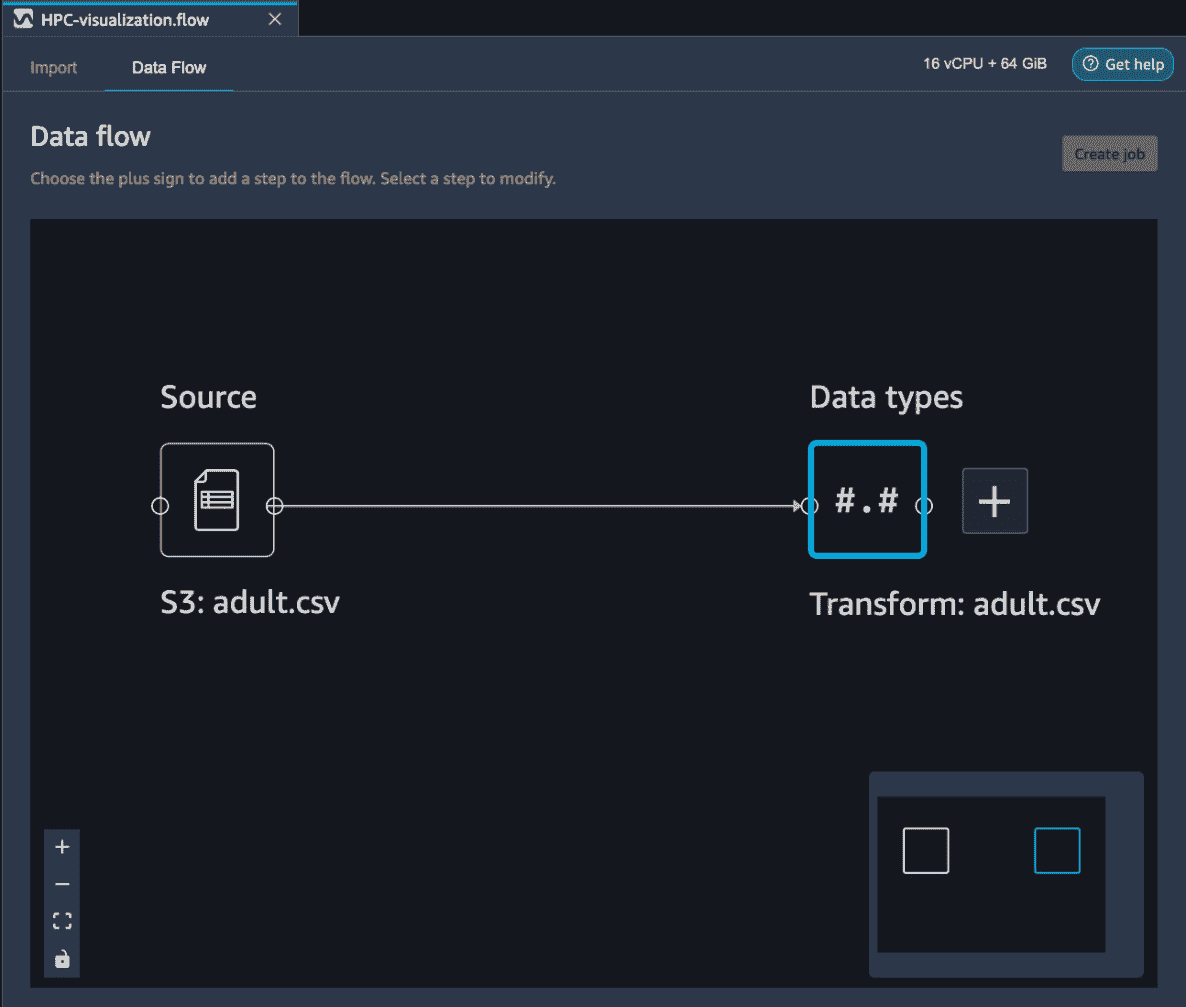 HPC-visualization.flow
Import
Data Flow
16 vCPU + 64 GiB
Get help
Data flow
Create job
Choose the plus sign to add a step to the flow. Select a step to modify.
Source
Data types
#.#
S3: adult.csv
Transform: adult.csv